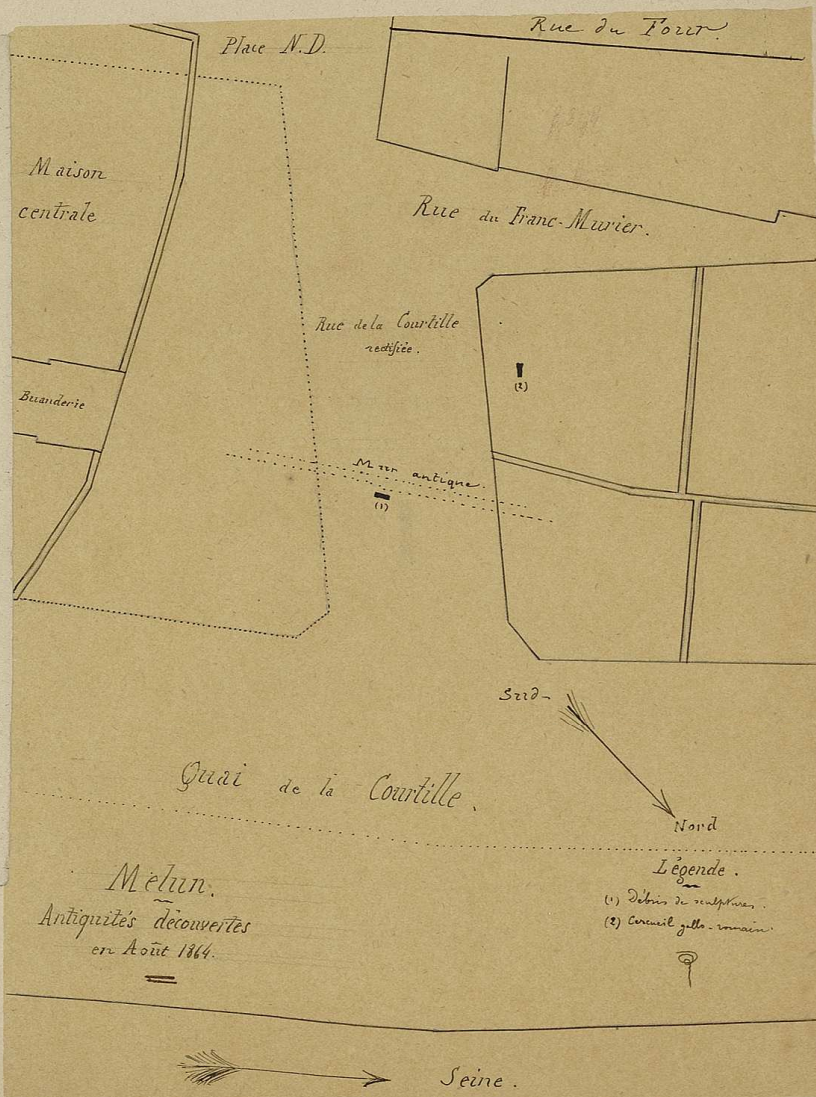 Place N.D.
Rue du Four.
Maison
centrale
Rue du Franc-Murier.
Rue de la Courtille
rectifiée.
Buanderie
(2)
Mur antique.
(1)
Sud
Nord
Quai de la Courtille.
Melun.
Antiquités découvertes
en Août 1864.
Légende.
(1) Débris de sculptures.
(2) Cercueil gallo-romain.
Seine.